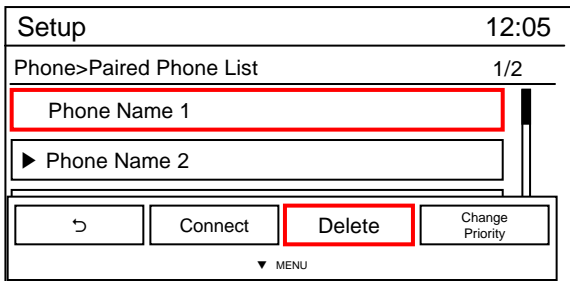 Setup 12:05
Phone>Paired Phone List 1/2
Phone Name 1
▶ Phone Name 2
Connect Delete Change Priority
▼ MENU